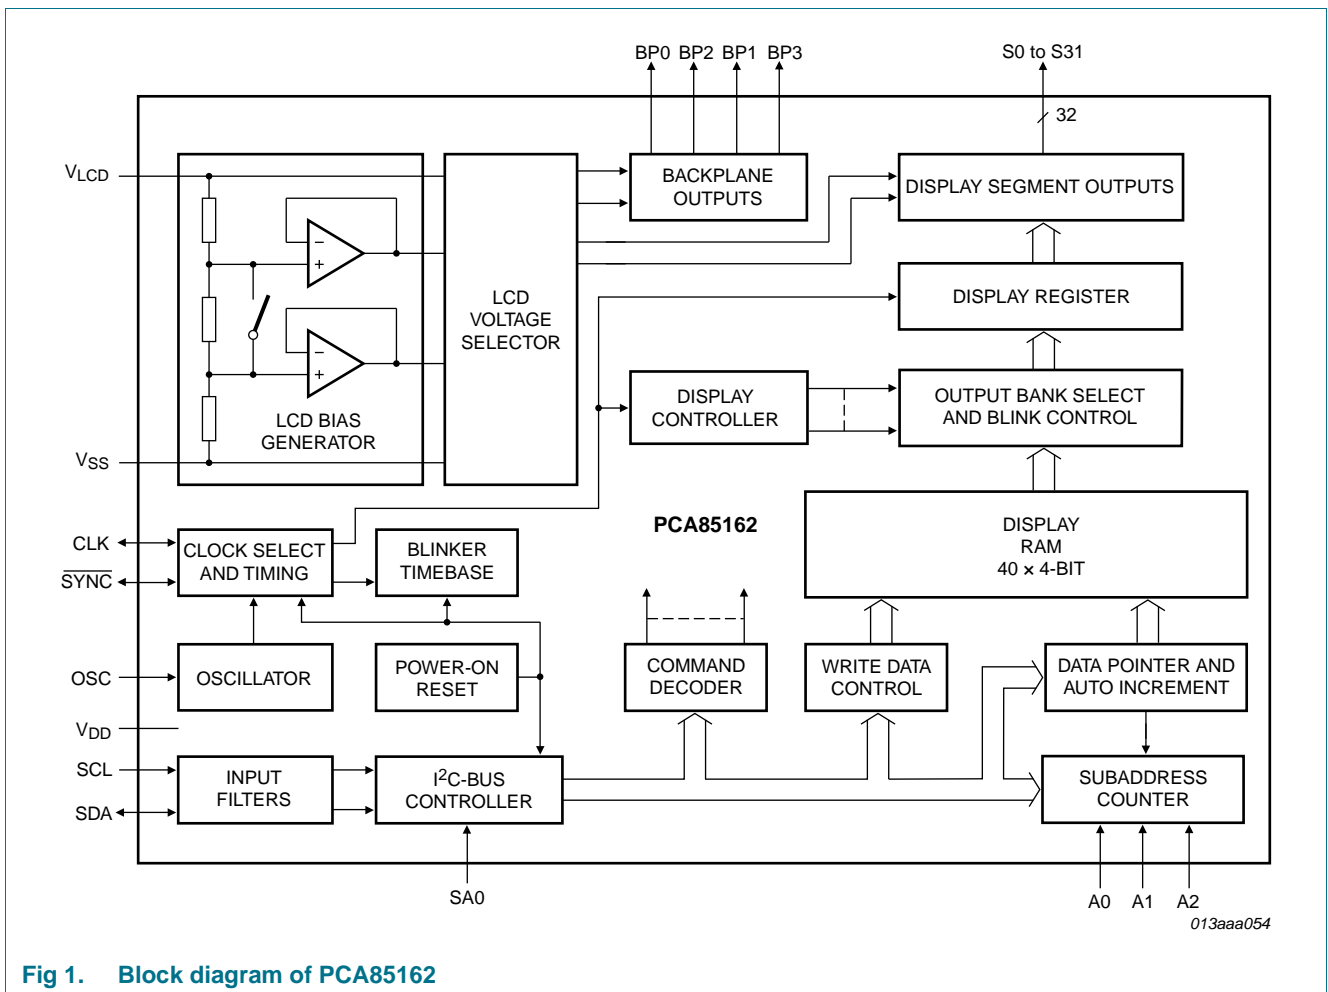 BP0 BP2 BP1 BP3
S0 to S31
32
VLCD
BACKPLANE
OUTPUTS
DISPLAY SEGMENT OUTPUTS
−
+
LCD
VOLTAGE
SELECTOR
DISPLAY REGISTER
−
+
LCD BIAS
GENERATOR
DISPLAY
CONTROLLER
OUTPUT BANK SELECT
AND BLINK CONTROL
VSS
PCA85162
DISPLAY
RAM
40 × 4-BIT
CLK
SYNC
CLOCK SELECT
AND TIMING
BLINKER
TIMEBASE
OSC
OSCILLATOR
POWER-ON
RESET
COMMAND
DECODER
WRITE DATA
CONTROL
DATA POINTER AND
AUTO INCREMENT
VDD
SCL
SDA
INPUT
FILTERS
I2C-BUS
CONTROLLER
SUBADDRESS
COUNTER
SA0
A0 A1 A2
013aaa054
Fig 1. Block diagram of PCA85162